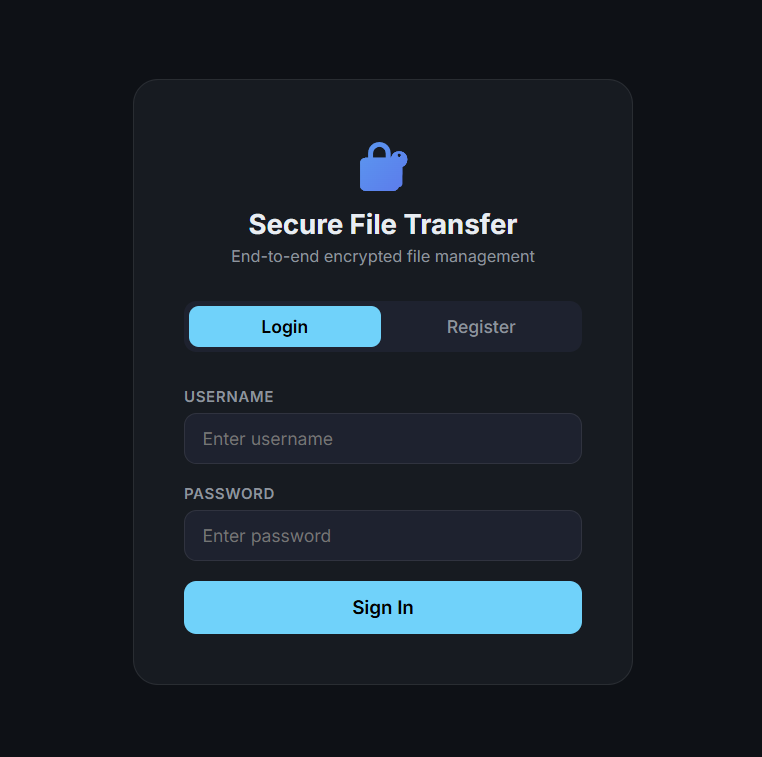 Secure File Transfer
End-to-end encrypted file management
Login Register
USERNAME
Enter username
PASSWORD
Enter password
Sign In